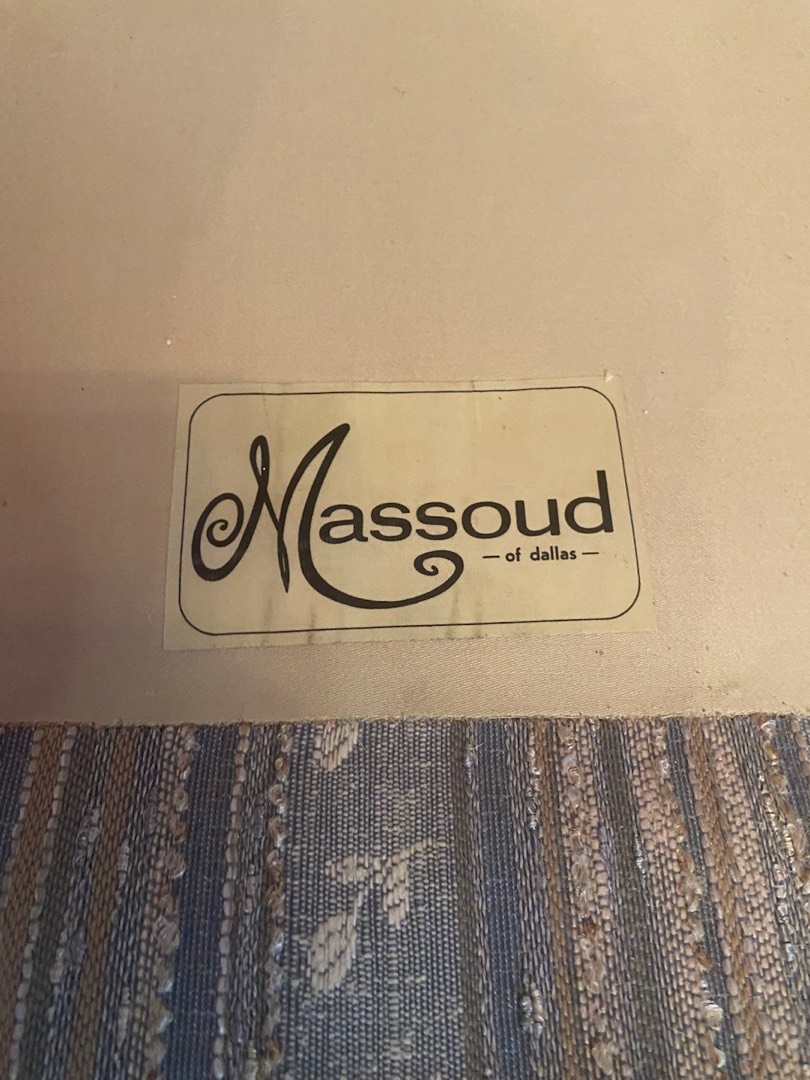 Massoud
— of dallas —